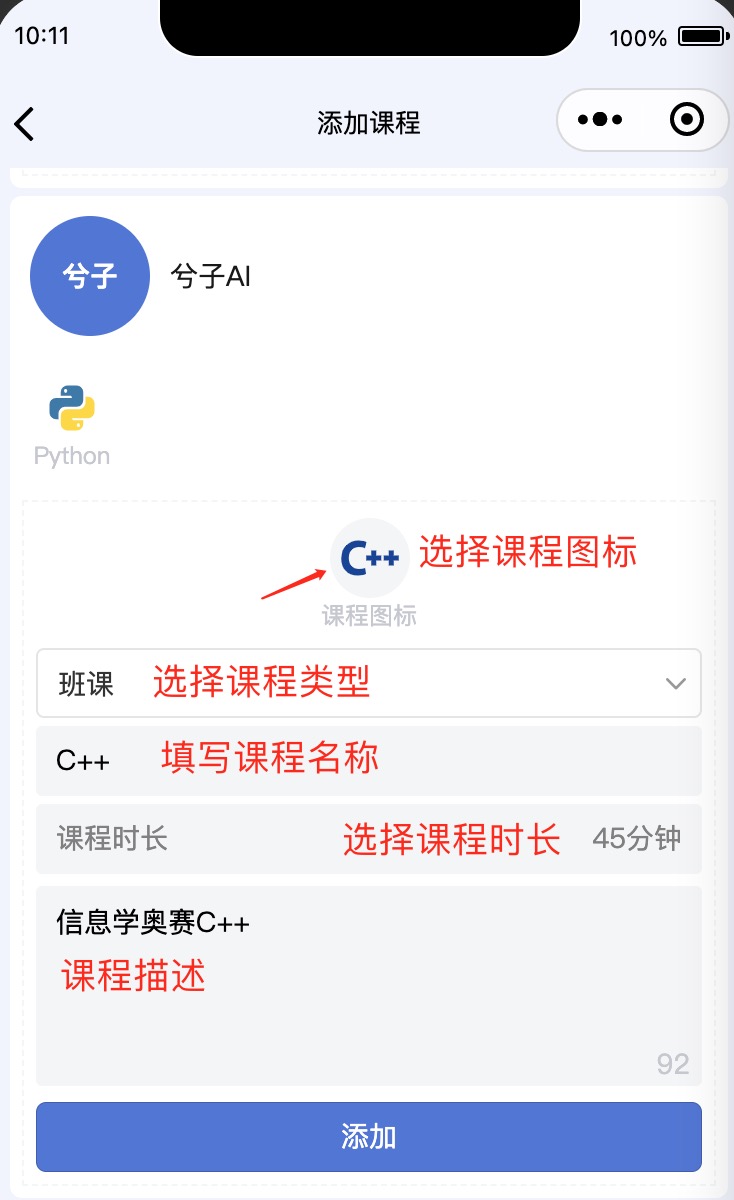 10:11
100%
添加课程
兮子
兮子AI
Python
C++
选择课程图标
课程图标
班课 选择课程类型
C++ 填写课程名称
课程时长 选择课程时长 45分钟
信息学奥赛C++
课程描述
92
添加